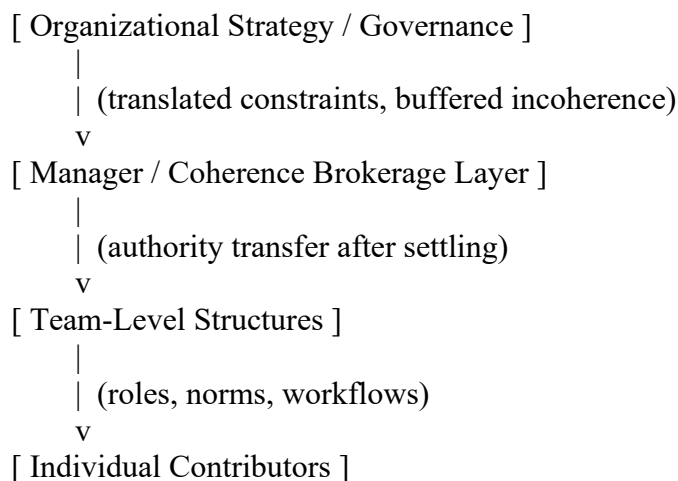 [ Organizational Strategy / Governance ]
|
| (translated constraints, buffered incoherence)
v
[ Manager / Coherence Brokerage Layer ]
|
| (authority transfer after settling)
v
[ Team-Level Structures ]
|
| (roles, norms, workflows)
v
[ Individual Contributors ]